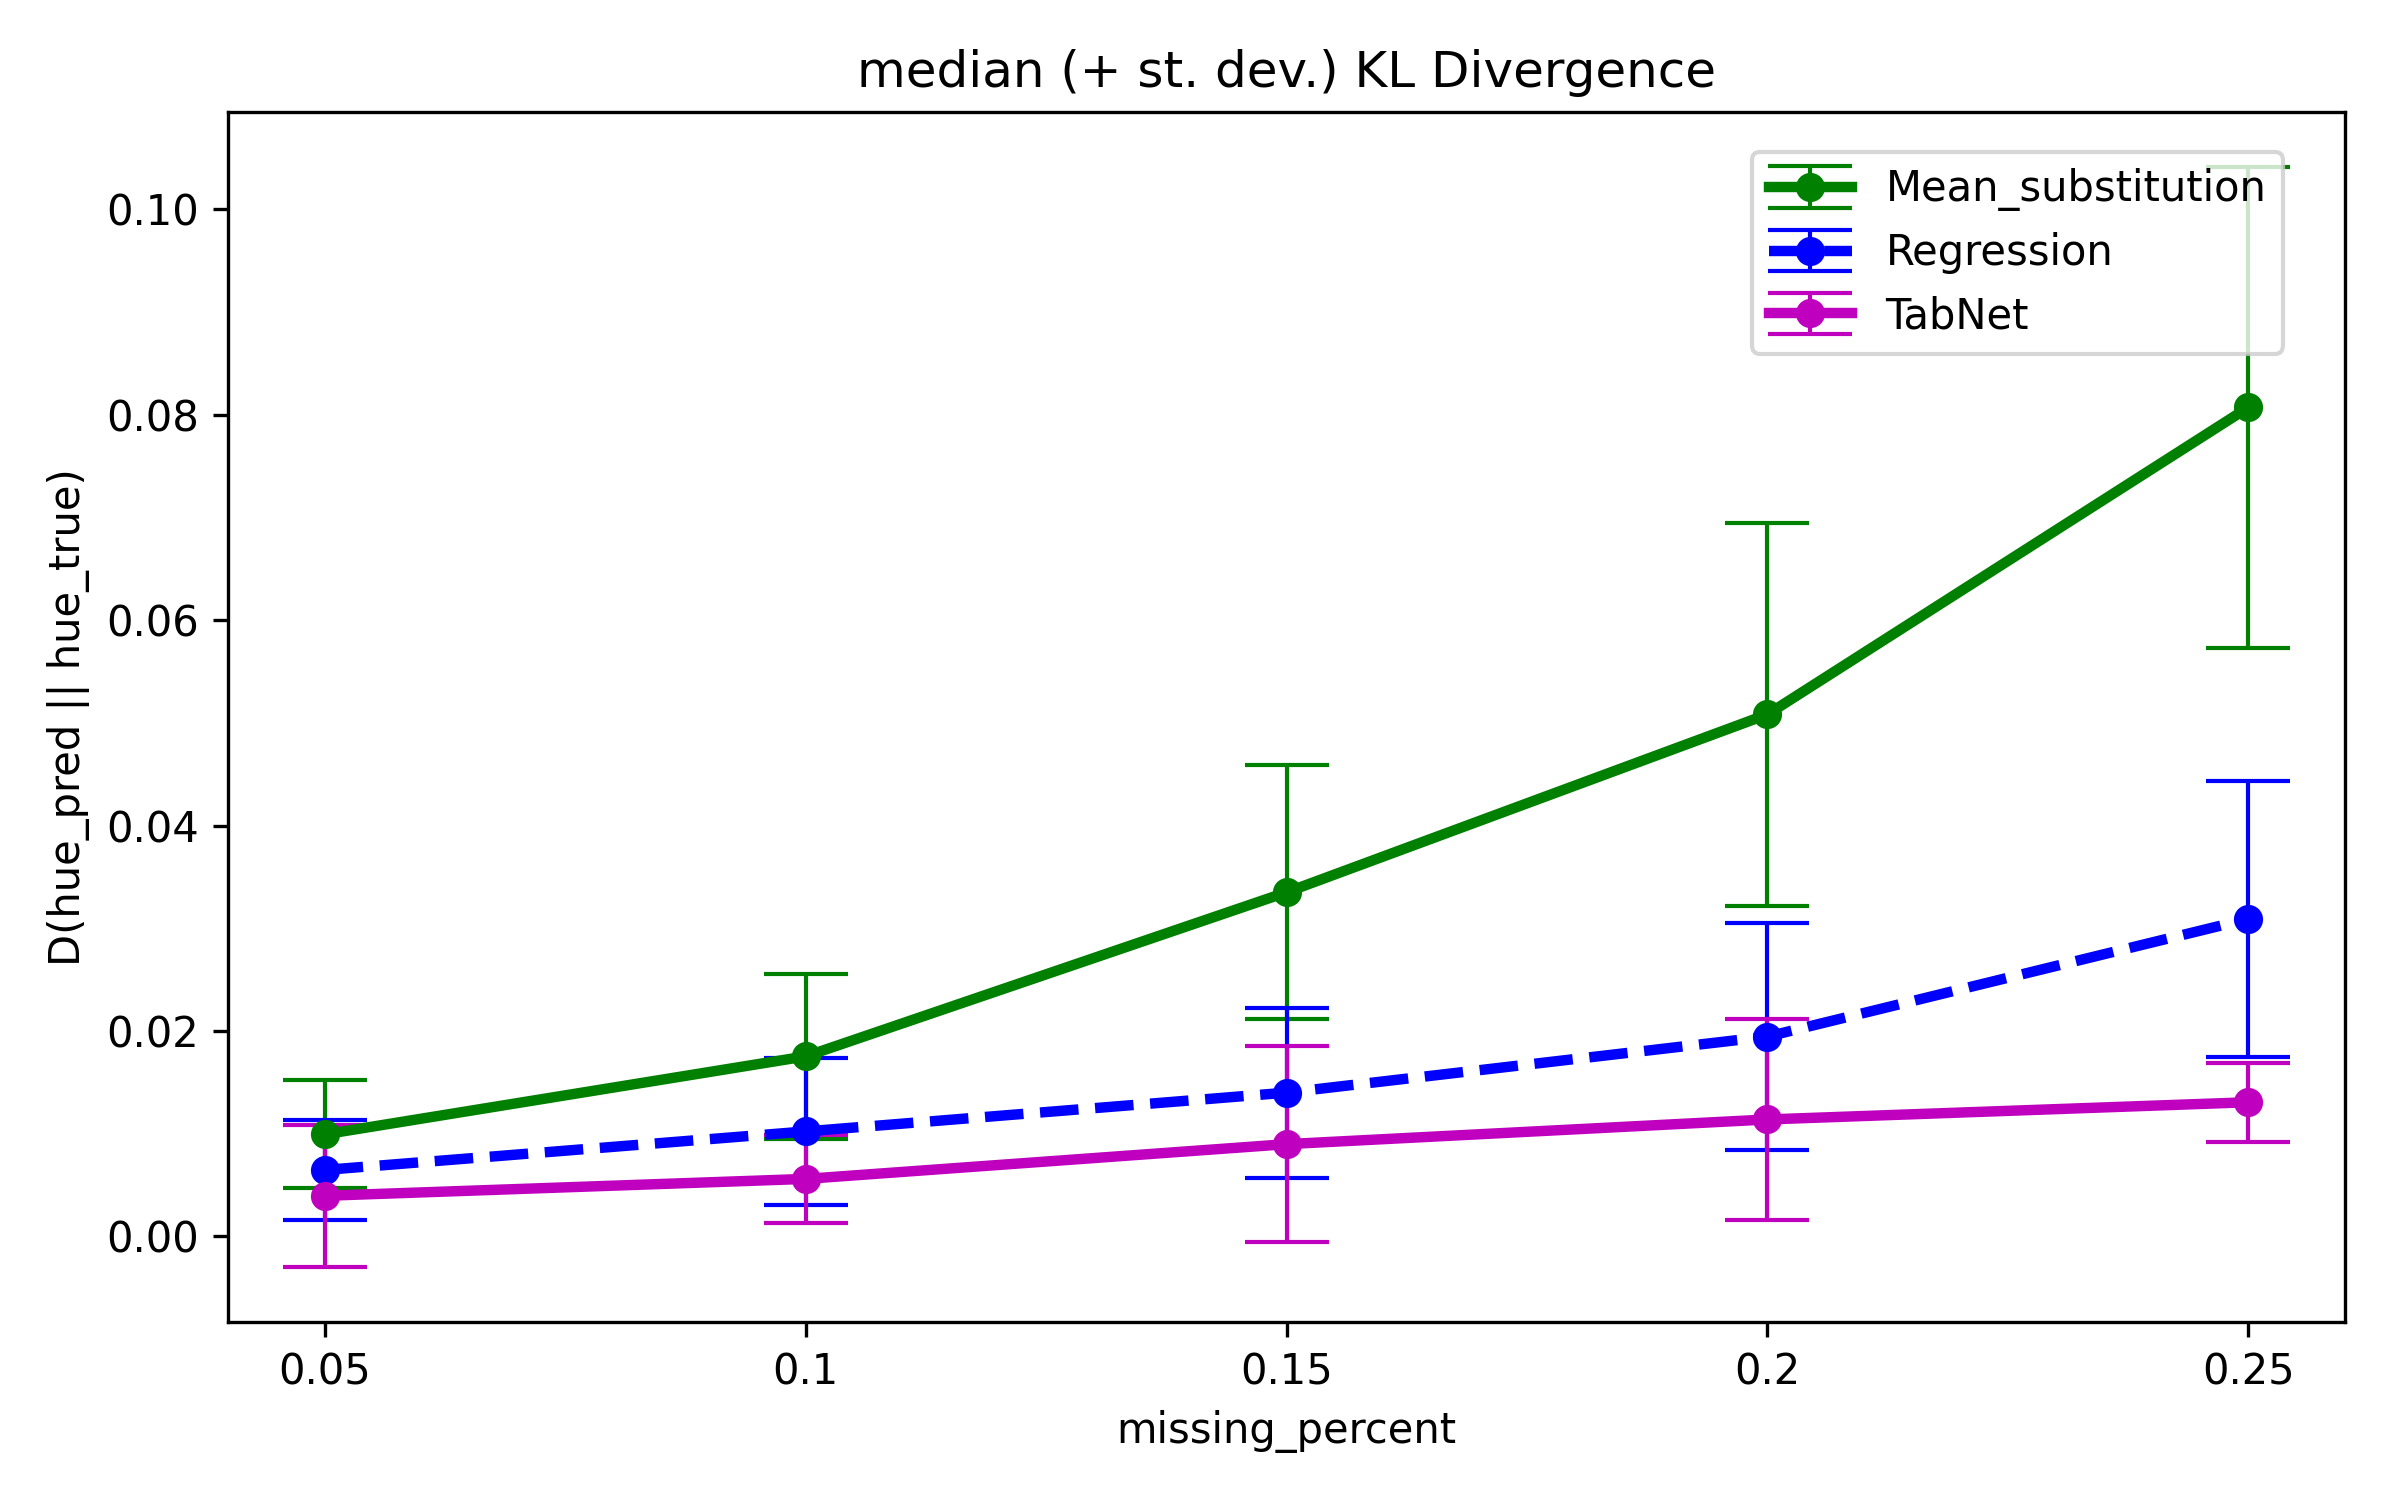 median (+ st. dev.) KL Divergence
Mean_substitution
Regression
TabNet
D(hue_pred || hue_true)
0.10
0.08
0.06
0.04
0.02
0.00
0.05 0.1 0.15 0.2 0.25
missing_percent